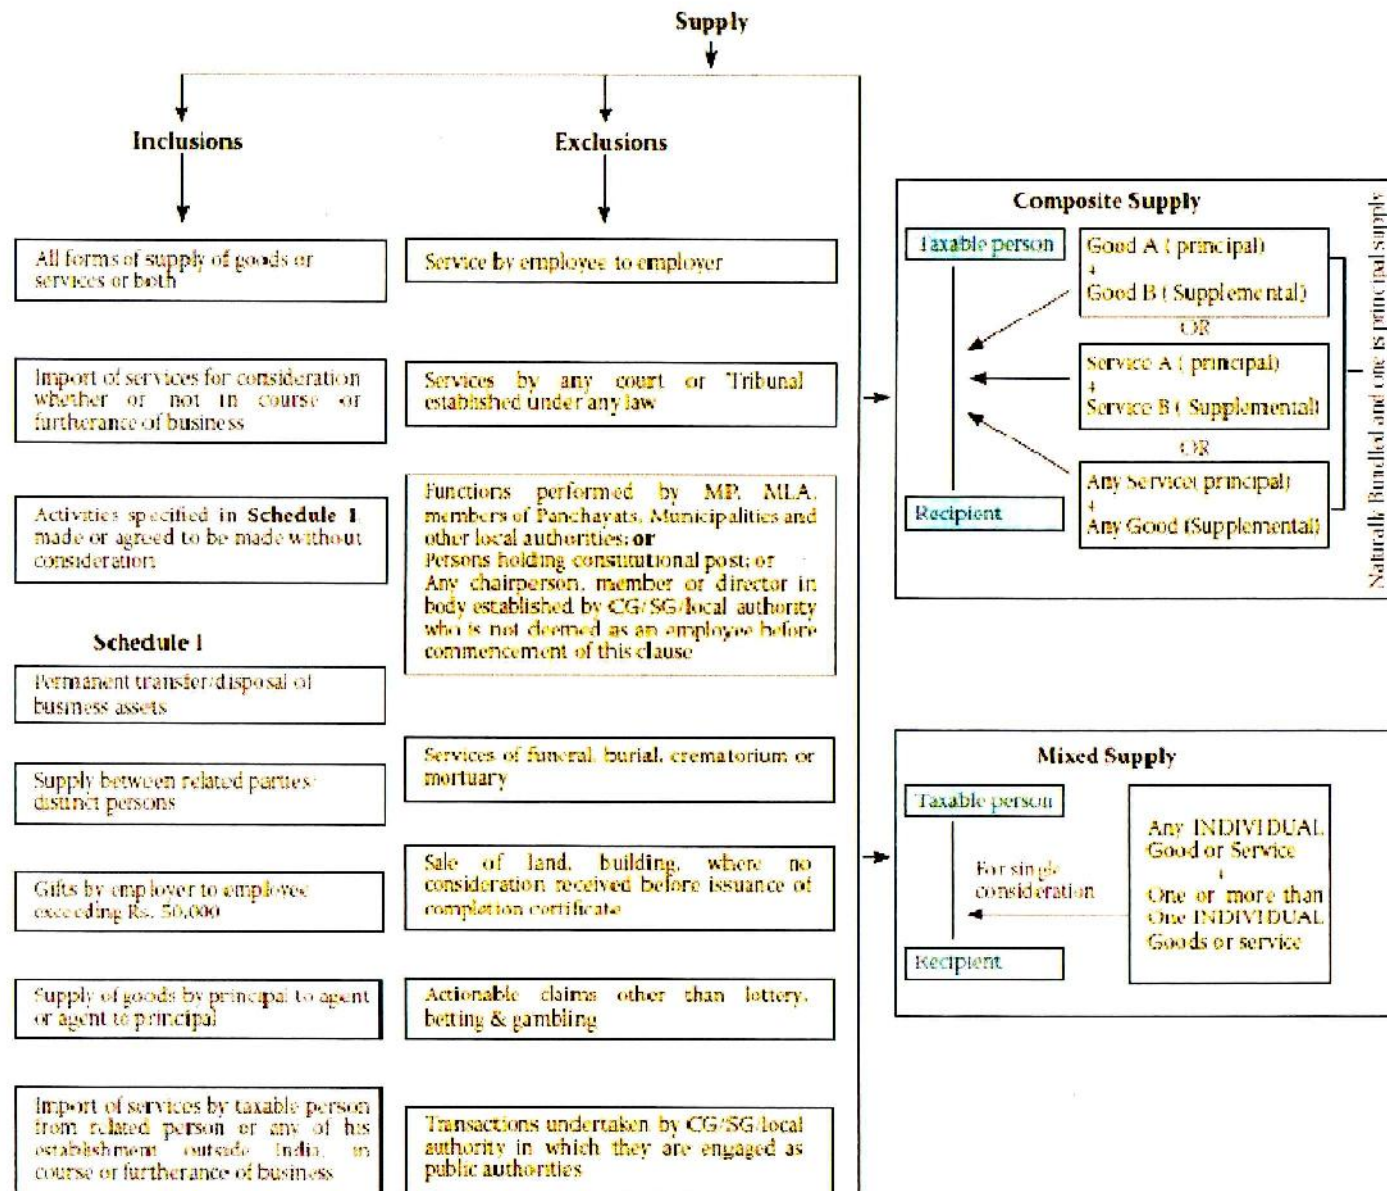 Supply
Inclusions
Exclusions
All forms of supply of goods or
services or both
Import of services for consideration
whether or not in course or
furtherance of business
Activities specified in Schedule I,
made or agreed to be made without
consideration
Schedule I
Permanent transfer/disposal of
business assets
Supply between related parties/
distinct persons
Gifts by employer to employee
exceeding Rs. 50,000
Supply of goods by principal to agent
or agent to principal
Import of services by taxable person
from related person or any of his
establishment outside India, in
course or furtherance of business
Service by employee to employer
Services by any court or Tribunal
established under any law
Functions performed by MP, MLA,
members of Panchayats, Municipalities and
other local authorities; or
Persons holding constitutional post; or
Any chairperson, member or director in
body established by CG/SG/local authority
who is not deemed as an employee before
commencement of this clause
Services of funeral, burial, crematorium or
mortuary
Sale of land, building, where no
consideration received before issuance of
completion certificate
Actionable claims other than lottery,
betting & gambling
Transactions undertaken by CG/SG/local
authority in which they are engaged as
public authorities
Composite Supply
Taxable person
Recipient
Good A ( principal)
+
Good B ( Supplemental)
OR
Service A ( principal)
+
Service B ( Supplemental)
OR
Any Service( principal)
+
Any Good (Supplemental)
Naturally Bundled and one is principal supply
Mixed Supply
Taxable person
For single
consideration
Recipient
Any INDIVIDUAL
Good or Service
+
One or more than
One INDIVIDUAL
Goods or service